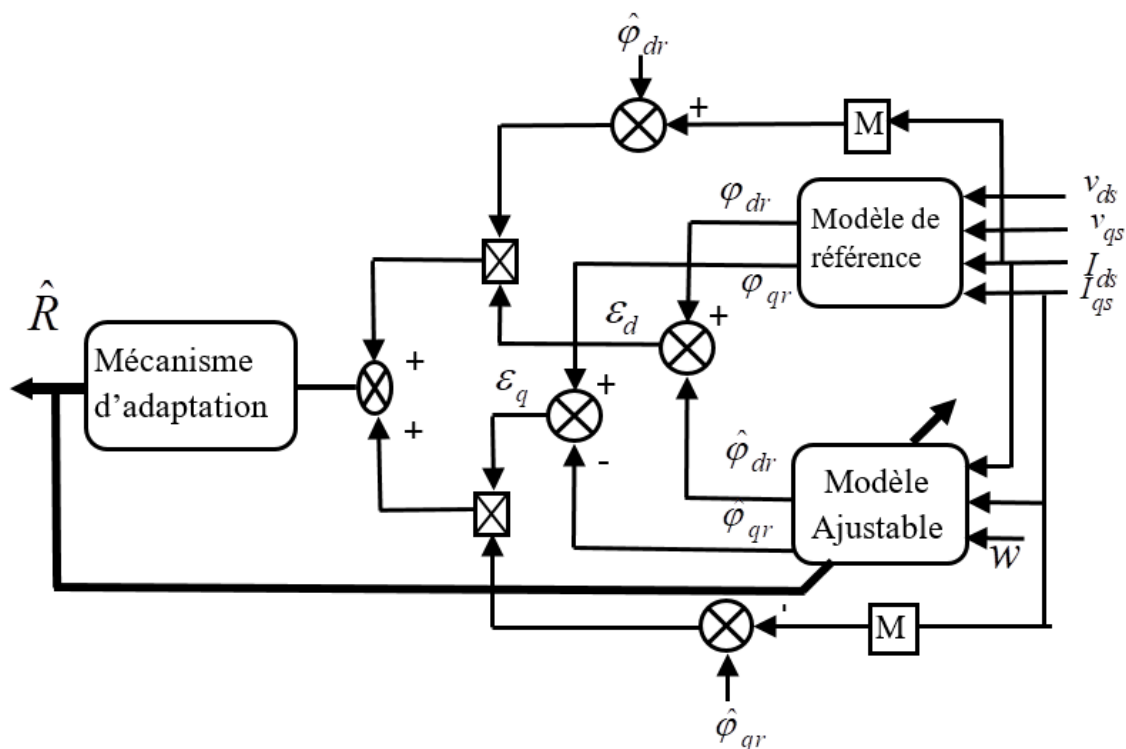 φ̂dr
+
M
φdr
Modèle de
référence
vds
vqs
Ids
Iqs
φqr
R̂
εd
+
Mécanisme
d’adaptation
+
+
εq
+
-
φ̂dr
φ̂qr
Modèle
Ajustable
w
M
φ̂qr